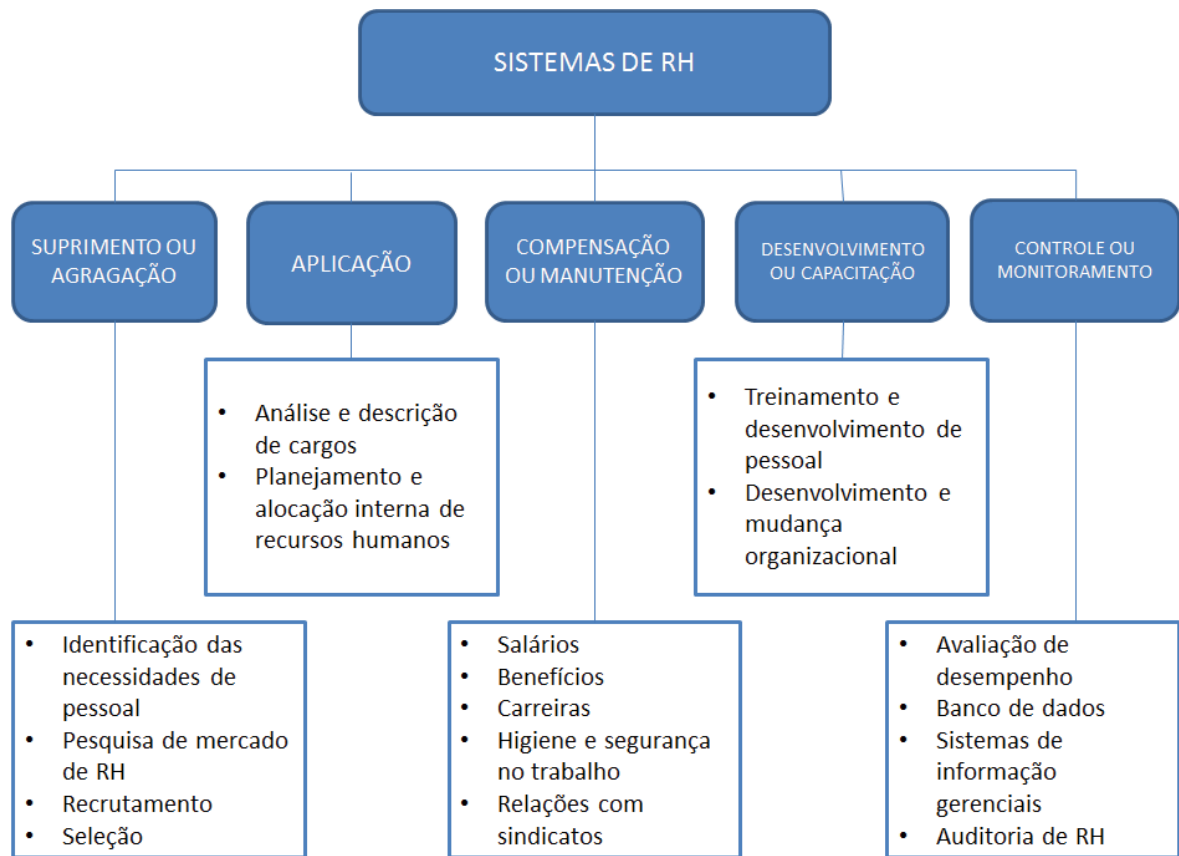 SISTEMAS DE RH
SUPRIMENTO OU
AGRAGAÇÃO
APLICAÇÃO
COMPENSAÇÃO
OU MANUTENÇÃO
DESENVOLVIMENTO
OU CAPACITAÇÃO
CONTROLE OU
MONITORAMENTO
• Análise e descrição
de cargos
• Planejamento e
alocação interna de
recursos humanos
• Treinamento e
desenvolvimento de
pessoal
• Desenvolvimento e
mudança
organizacional
• Identificação das
necessidades de
pessoal
• Pesquisa de mercado
de RH
• Recrutamento
• Seleção
• Salários
• Benefícios
• Carreiras
• Higiene e segurança
no trabalho
• Relações com
sindicatos
• Avaliação de
desempenho
• Banco de dados
• Sistemas de
informação
gerenciais
• Auditoria de RH